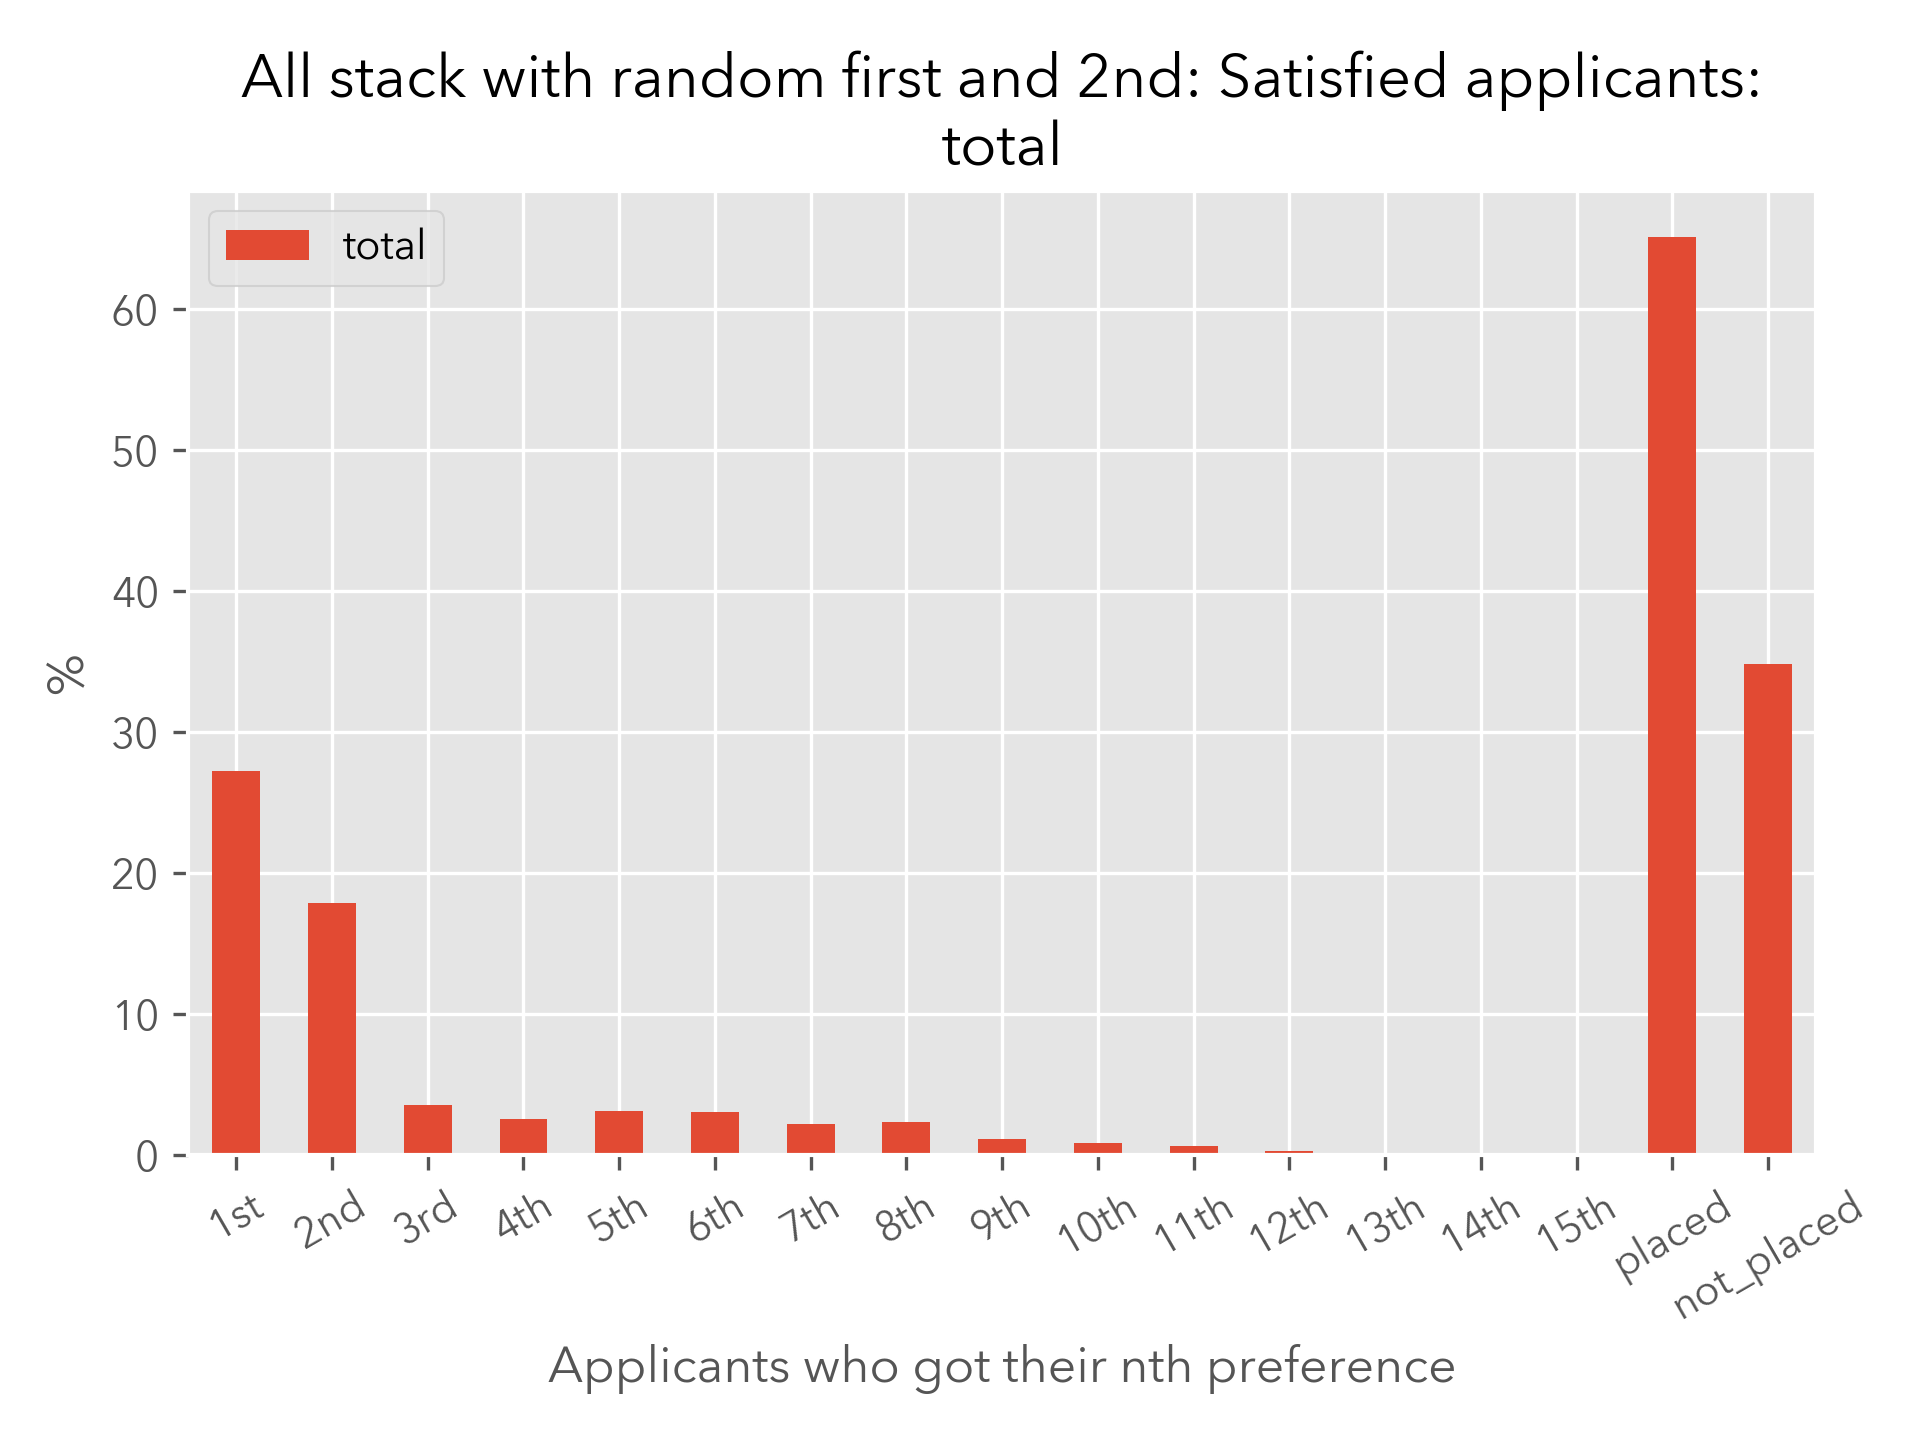 All stack with random first and 2nd: Satisfied applicants:
total
total
60
50
40
30
20
10
0
%
1st 2nd 3rd 4th 5th 6th 7th 8th 9th 10th 11th 12th 13th 14th 15th placed not_placed
Applicants who got their nth preference